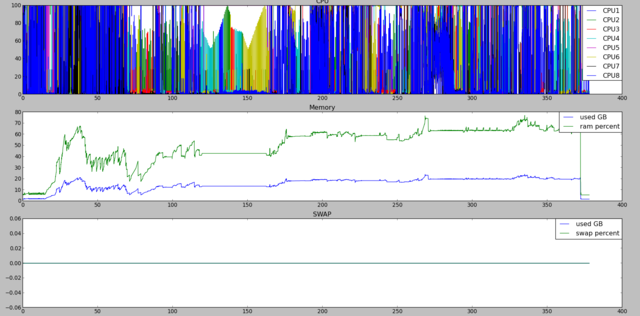 CPU
100
80
60
40
20
0
0 50 100 150 200 250 300 350 400
CPU1
CPU2
CPU3
CPU4
CPU5
CPU6
CPU7
CPU8
Memory
80
70
60
50
40
30
20
10
0
0 50 100 150 200 250 300 350 400
used GB
ram percent
SWAP
0.06
0.04
0.02
0.00
−0.02
−0.04
−0.06
0 50 100 150 200 250 300 350 400
used GB
swap percent